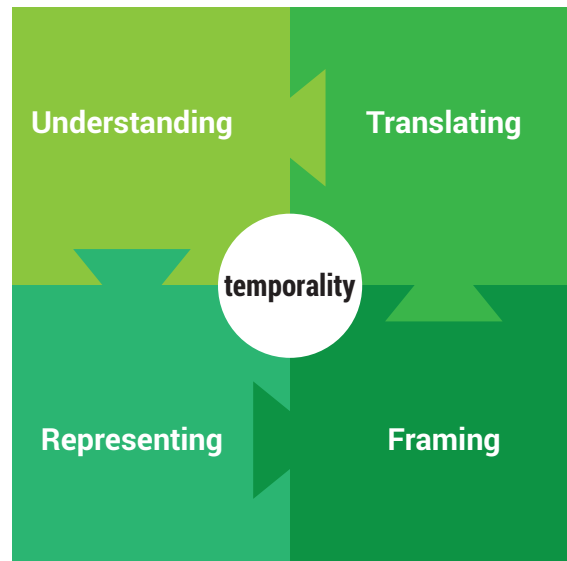 Understanding
Translating
temporality
Representing
Framing